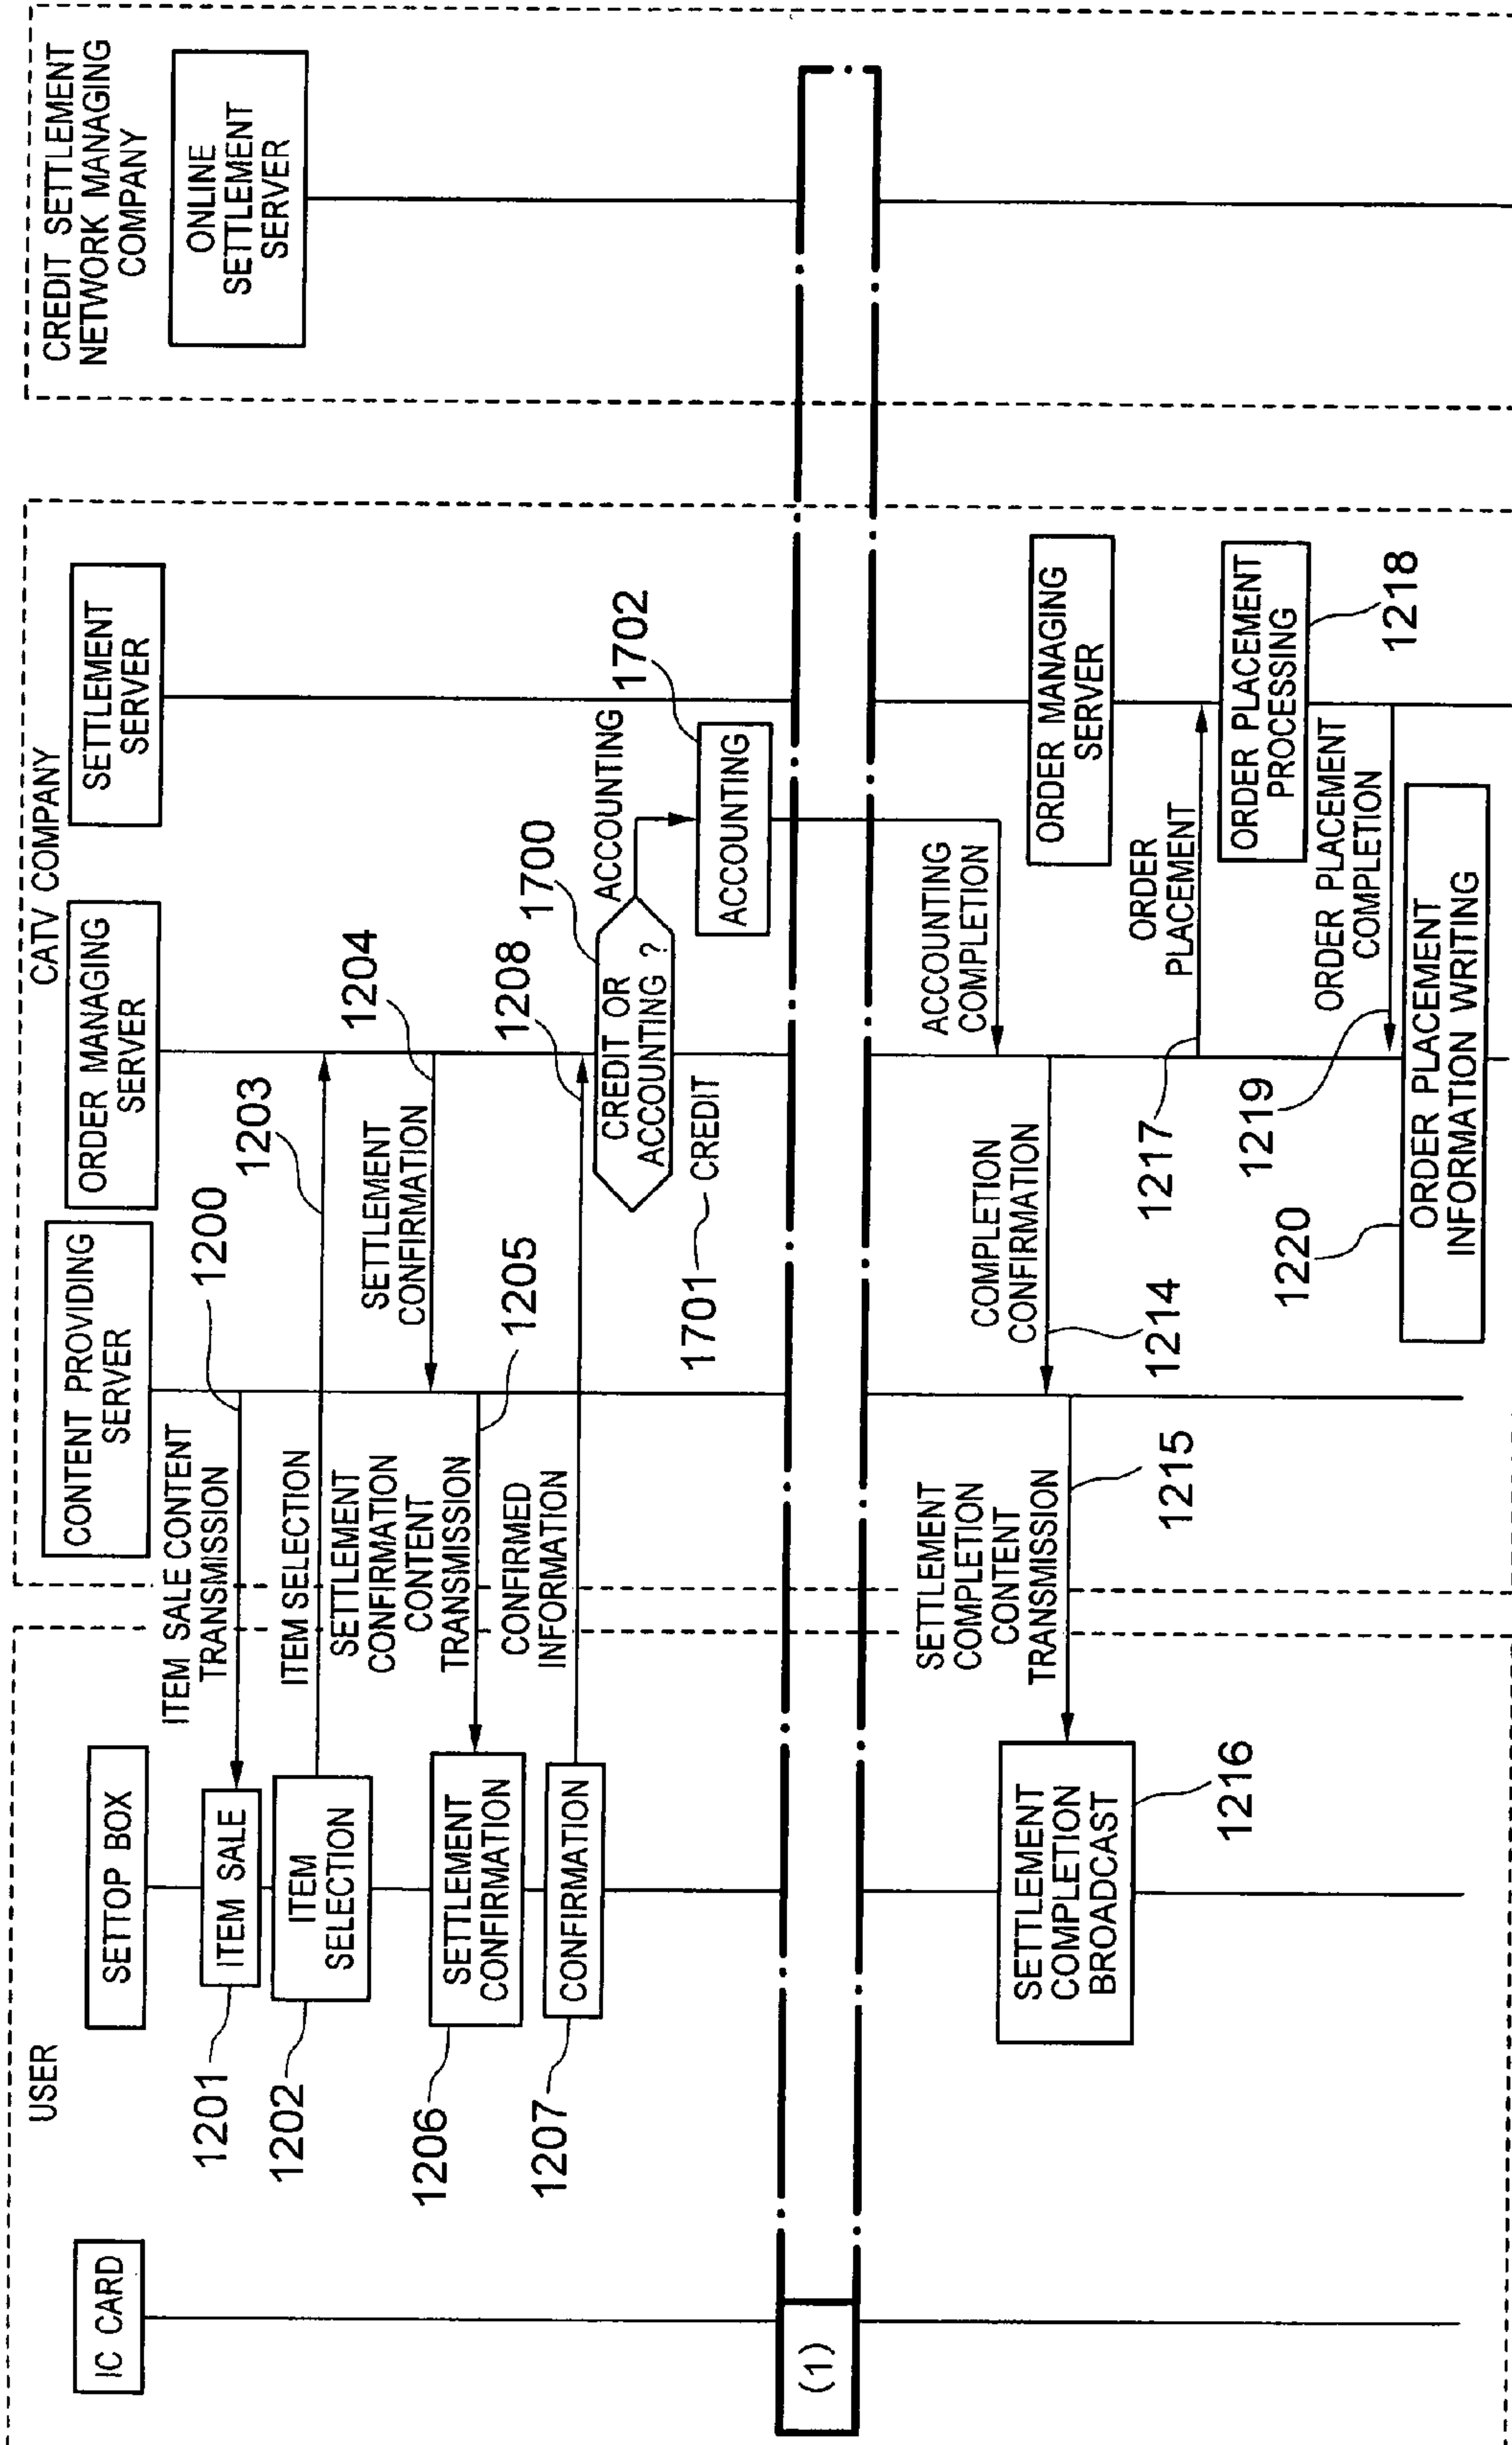 USER
CATV COMPANY
CREDIT SETTLEMENT
NETWORK MANAGING
COMPANY
IC CARD
SETTOP BOX
CONTENT PROVIDING
SERVER
ORDER MANAGING
SERVER
SETTLEMENT
SERVER
ONLINE
SETTLEMENT
SERVER
ITEM SALE CONTENT
TRANSMISSION
1200
1201
ITEM SALE
1202
ITEM
SELECTION
ITEM SELECTION
1203
SETTLEMENT
CONFIRMATION
1204
SETTLEMENT
CONFIRMATION
CONTENT
TRANSMISSION
1205
1206
SETTLEMENT
CONFIRMATION
1207
CONFIRMATION
CONFIRMED
INFORMATION
1208
CREDIT OR
ACCOUNTING ?
1700
ACCOUNTING
1701
CREDIT
ACCOUNTING
1702
(1)
ACCOUNTING
COMPLETION
COMPLETION
CONFIRMATION
1214
SETTLEMENT
COMPLETION
CONTENT
TRANSMISSION
1215
SETTLEMENT
COMPLETION
BROADCAST
1216
ORDER MANAGING
SERVER
ORDER
PLACEMENT
1217
ORDER PLACEMENT
PROCESSING
1218
ORDER PLACEMENT
COMPLETION
1219
1220
ORDER PLACEMENT
INFORMATION WRITING